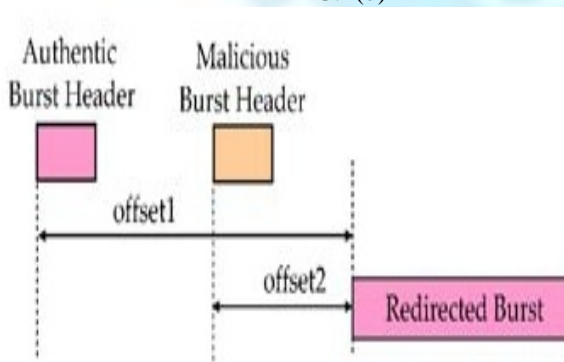 Authentic
Burst Header
Malicious
Burst Header
offset1
offset2
Redirected Burst